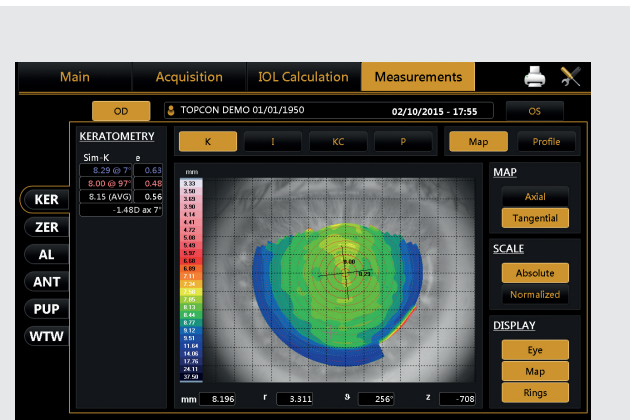 Main Acquisition IOL Calculation Measurements
OD TOPCON DEMO 01/01/1950 02/10/2015 - 17:55 OS
KERATOMETRY K I KC P Map Profile
Sim-K e
8.29 @ 7° 0.63
8.00 @ 97° 0.48
8.15 (AVG) 0.56
-1.48D ax 7°
KER
ZER
AL
ANT
PUP
WTW
mm
3.33
3.50
3.69
3.90
4.14
4.41
4.72
5.08
5.49
5.97
6.68
6.89
7.11
7.34
7.58
7.85
8.13
8.44
8.77
9.12
9.51
11.64
14.06
17.76
24.11
37.50
8.00
8.29
MAP
Axial
Tangential
SCALE
Absolute
Normalized
DISPLAY
Eye
Map
Rings
mm 8.196 r 3.311 ϑ 256° z -708